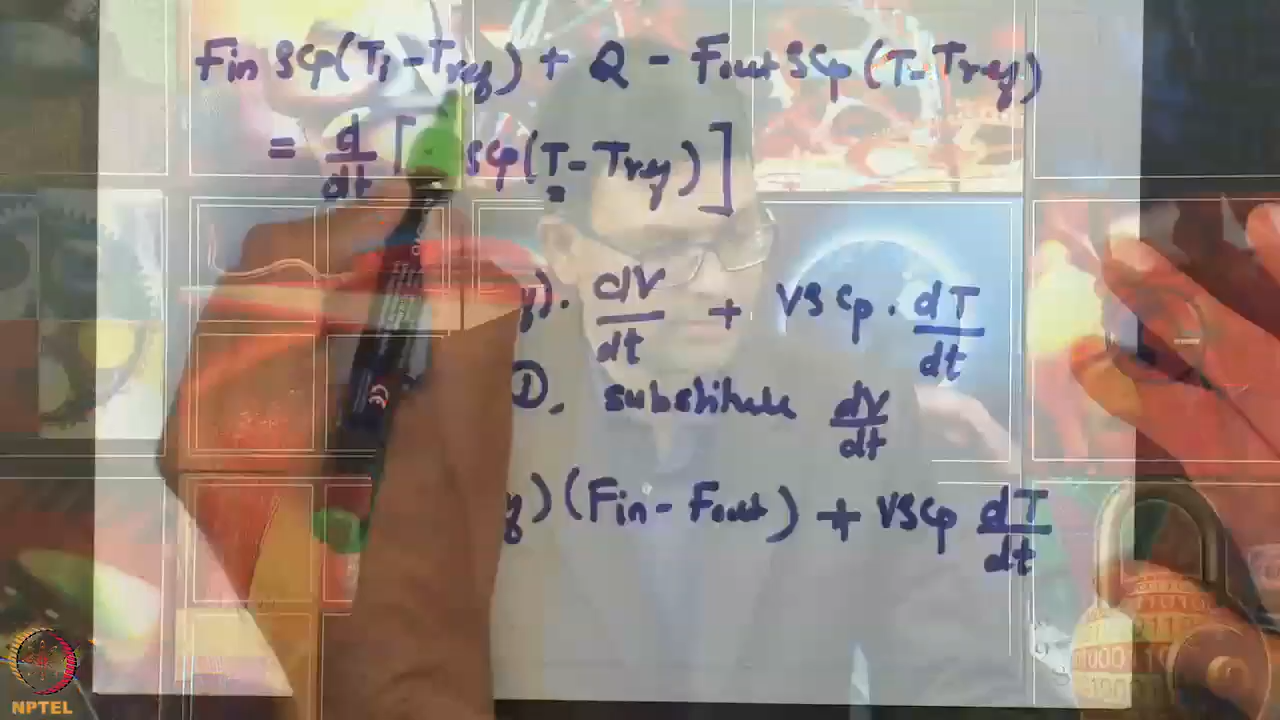 Fin ρCp(Ti-Tref) + Q - Fout ρCp (T-Tref)
= d/dt [ ρCp(T-Tref) ]
). dV/dt + VρCp . dT/dt
①. substitute dV/dt
) (Fin-Fout) + VρCp dT/dt
NPTEL